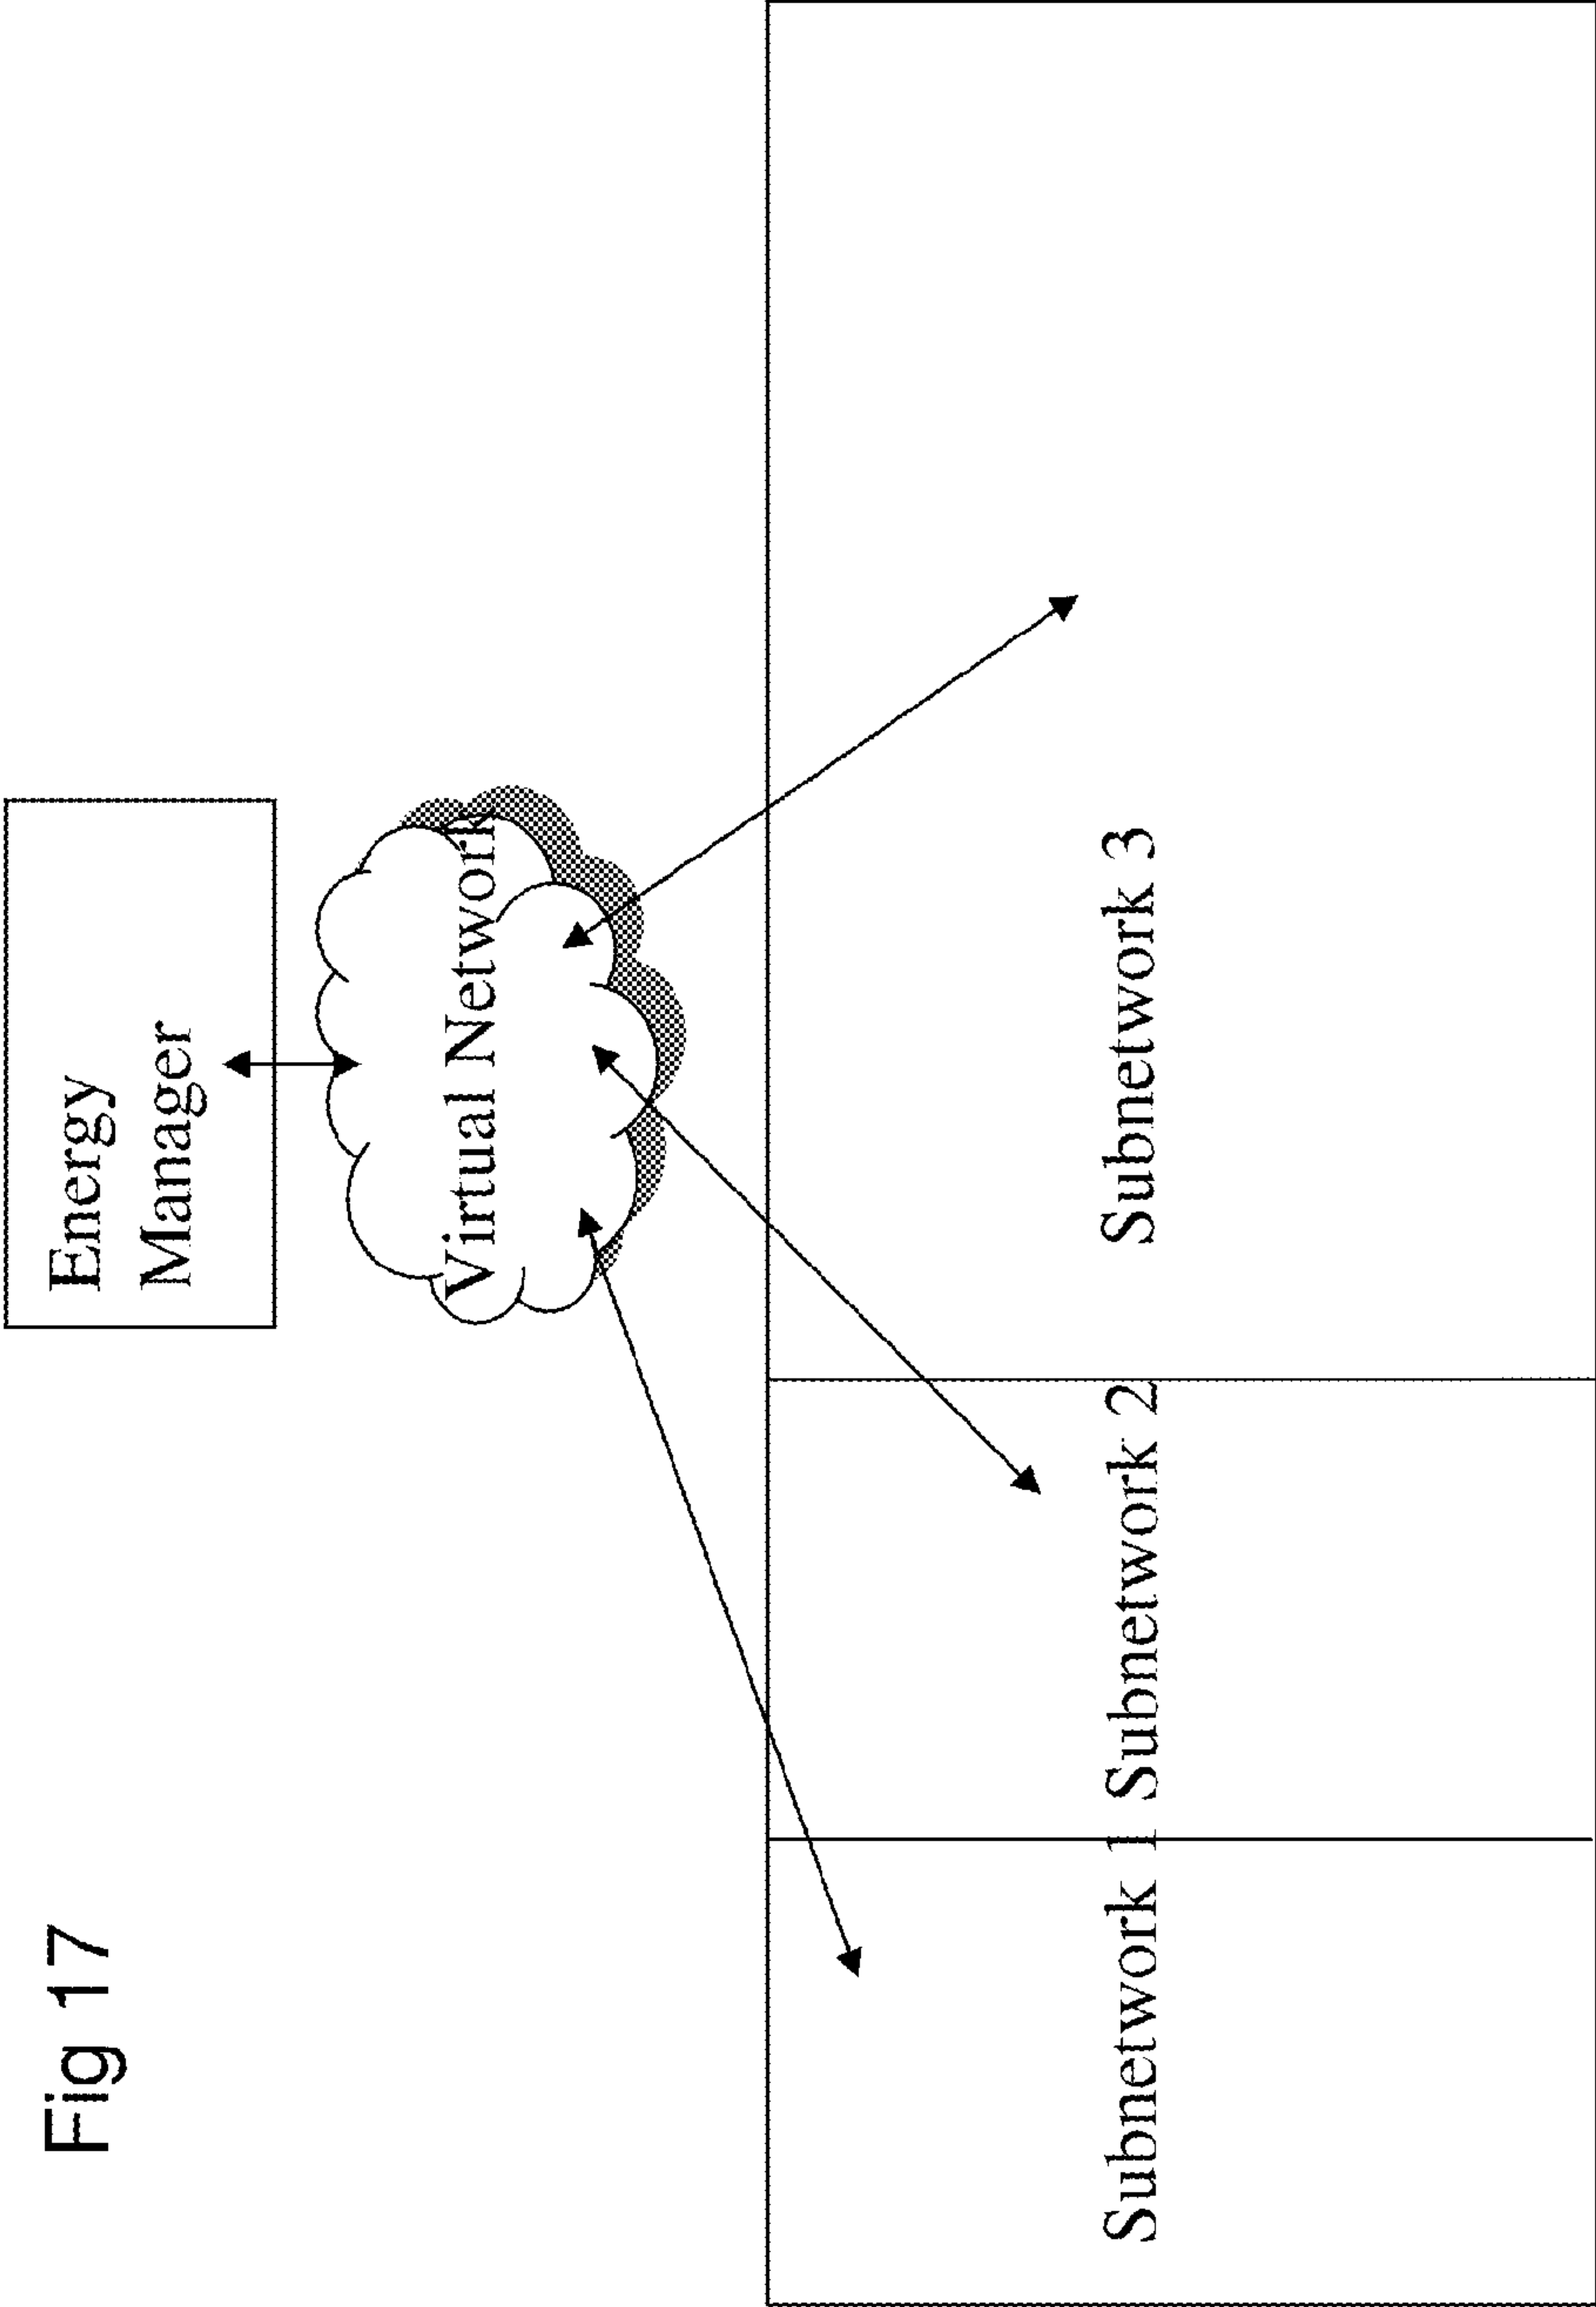 Fig 17
Energy
Manager
Virtual Network
Subnetwork 1
Subnetwork 2
Subnetwork 3